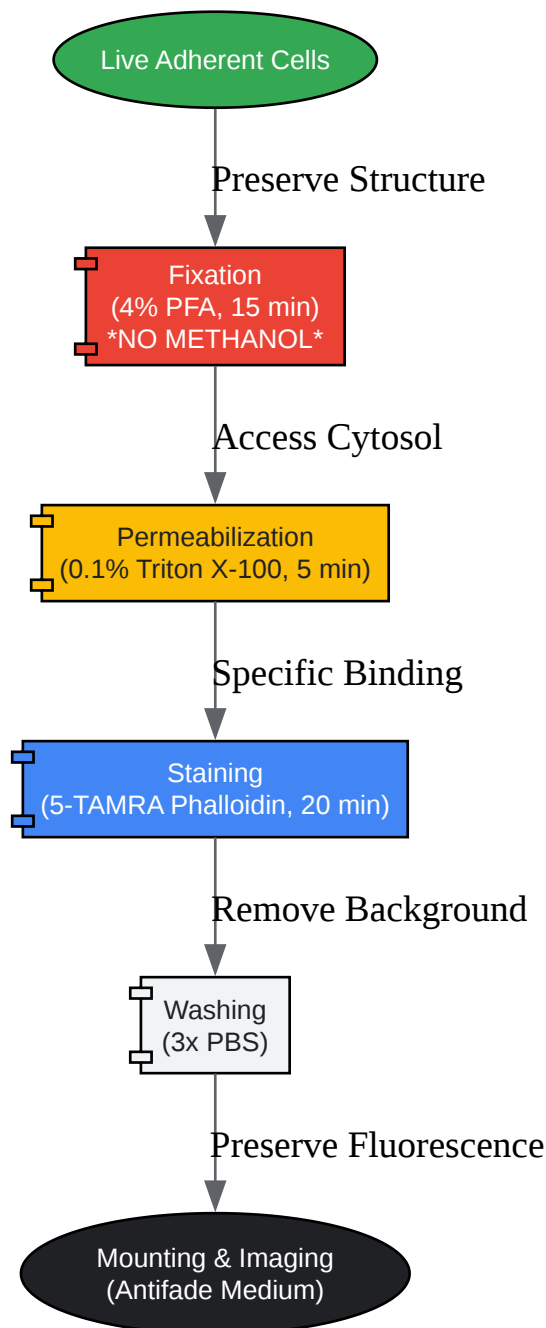 Live Adherent Cells
Preserve Structure
Fixation
(4% PFA, 15 min)
*NO METHANOL*
Access Cytosol
Permeabilization
(0.1% Triton X-100, 5 min)
Specific Binding
Staining
(5-TAMRA Phalloidin, 20 min)
Remove Background
Washing
(3x PBS)
Preserve Fluorescence
Mounting & Imaging
(Antifade Medium)